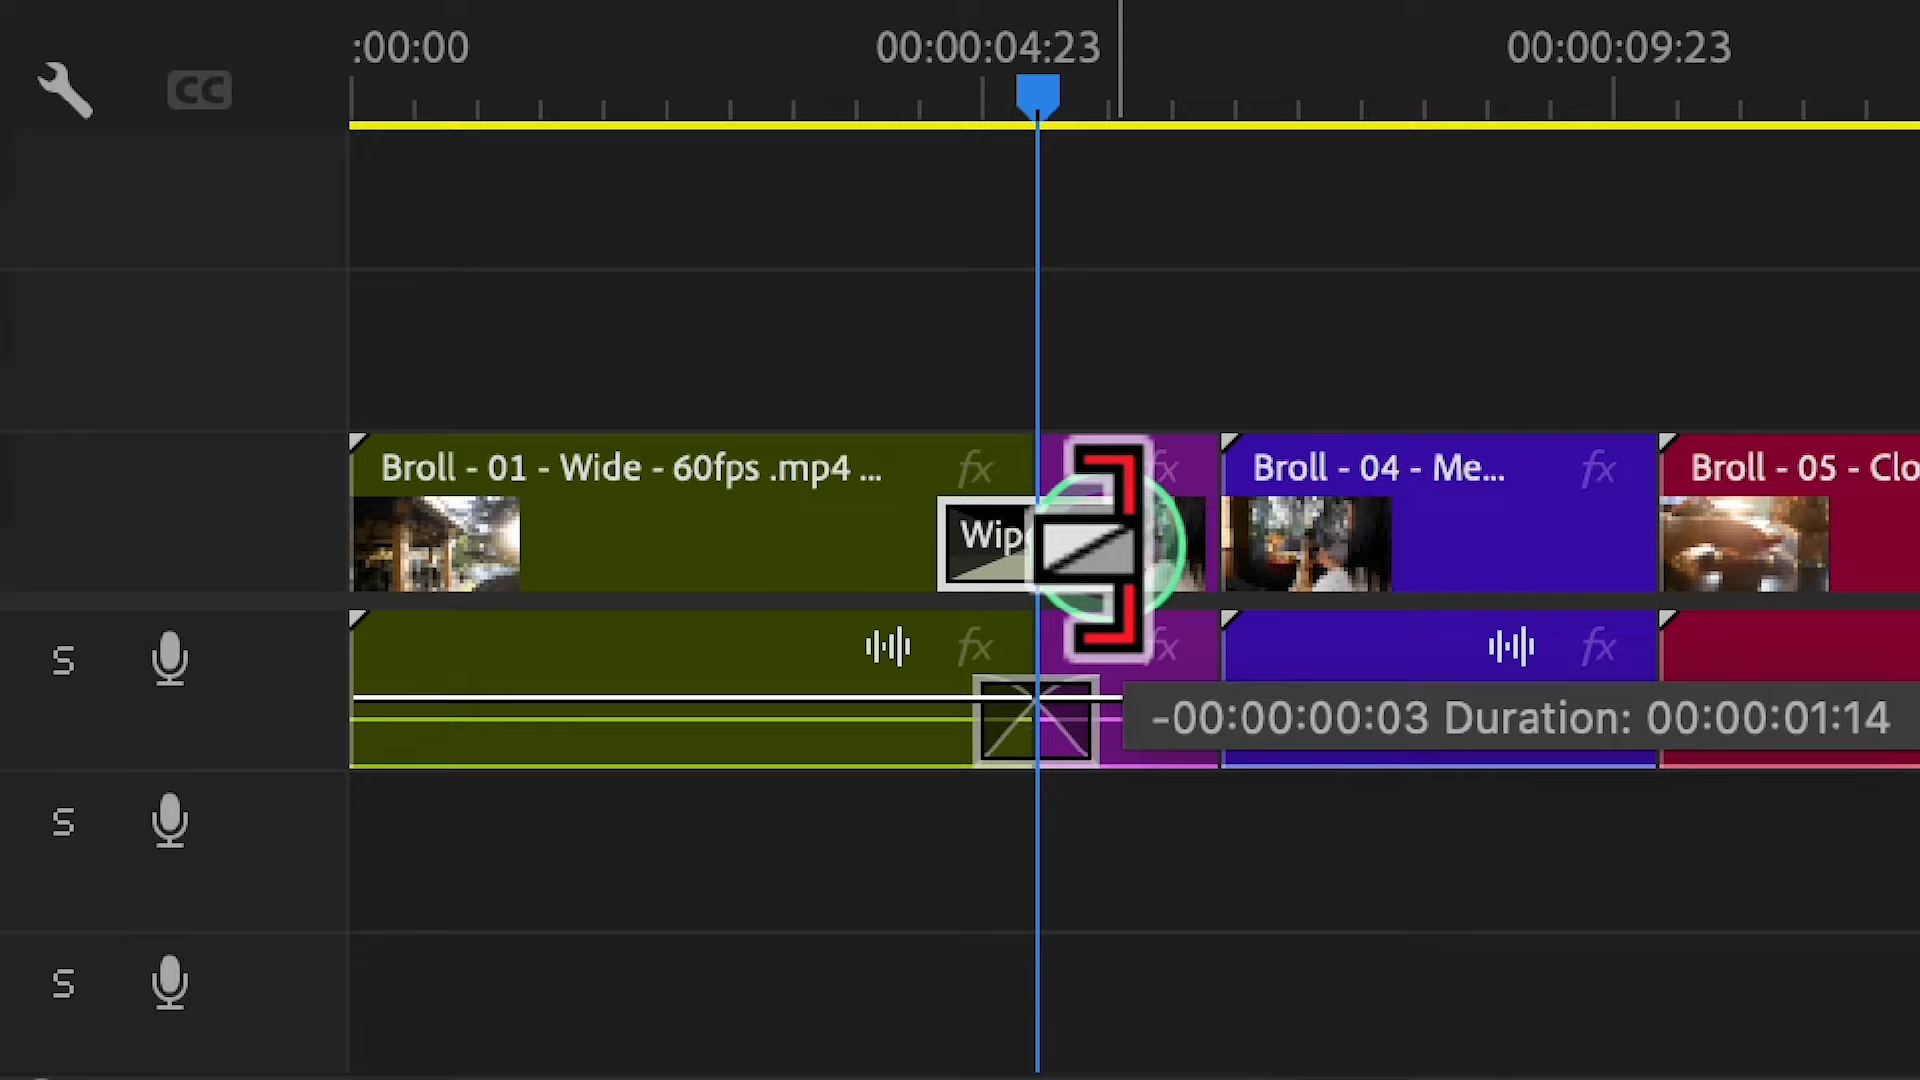 :00:00 00:00:04:23 00:00:09:23
CC
Broll - 01 - Wide - 60fps .mp4 ... fx fx Broll - 04 - Me... fx Broll - 05 - Clo
Wip
S fx fx fx
-00:00:00:03 Duration: 00:00:01:14
S
S